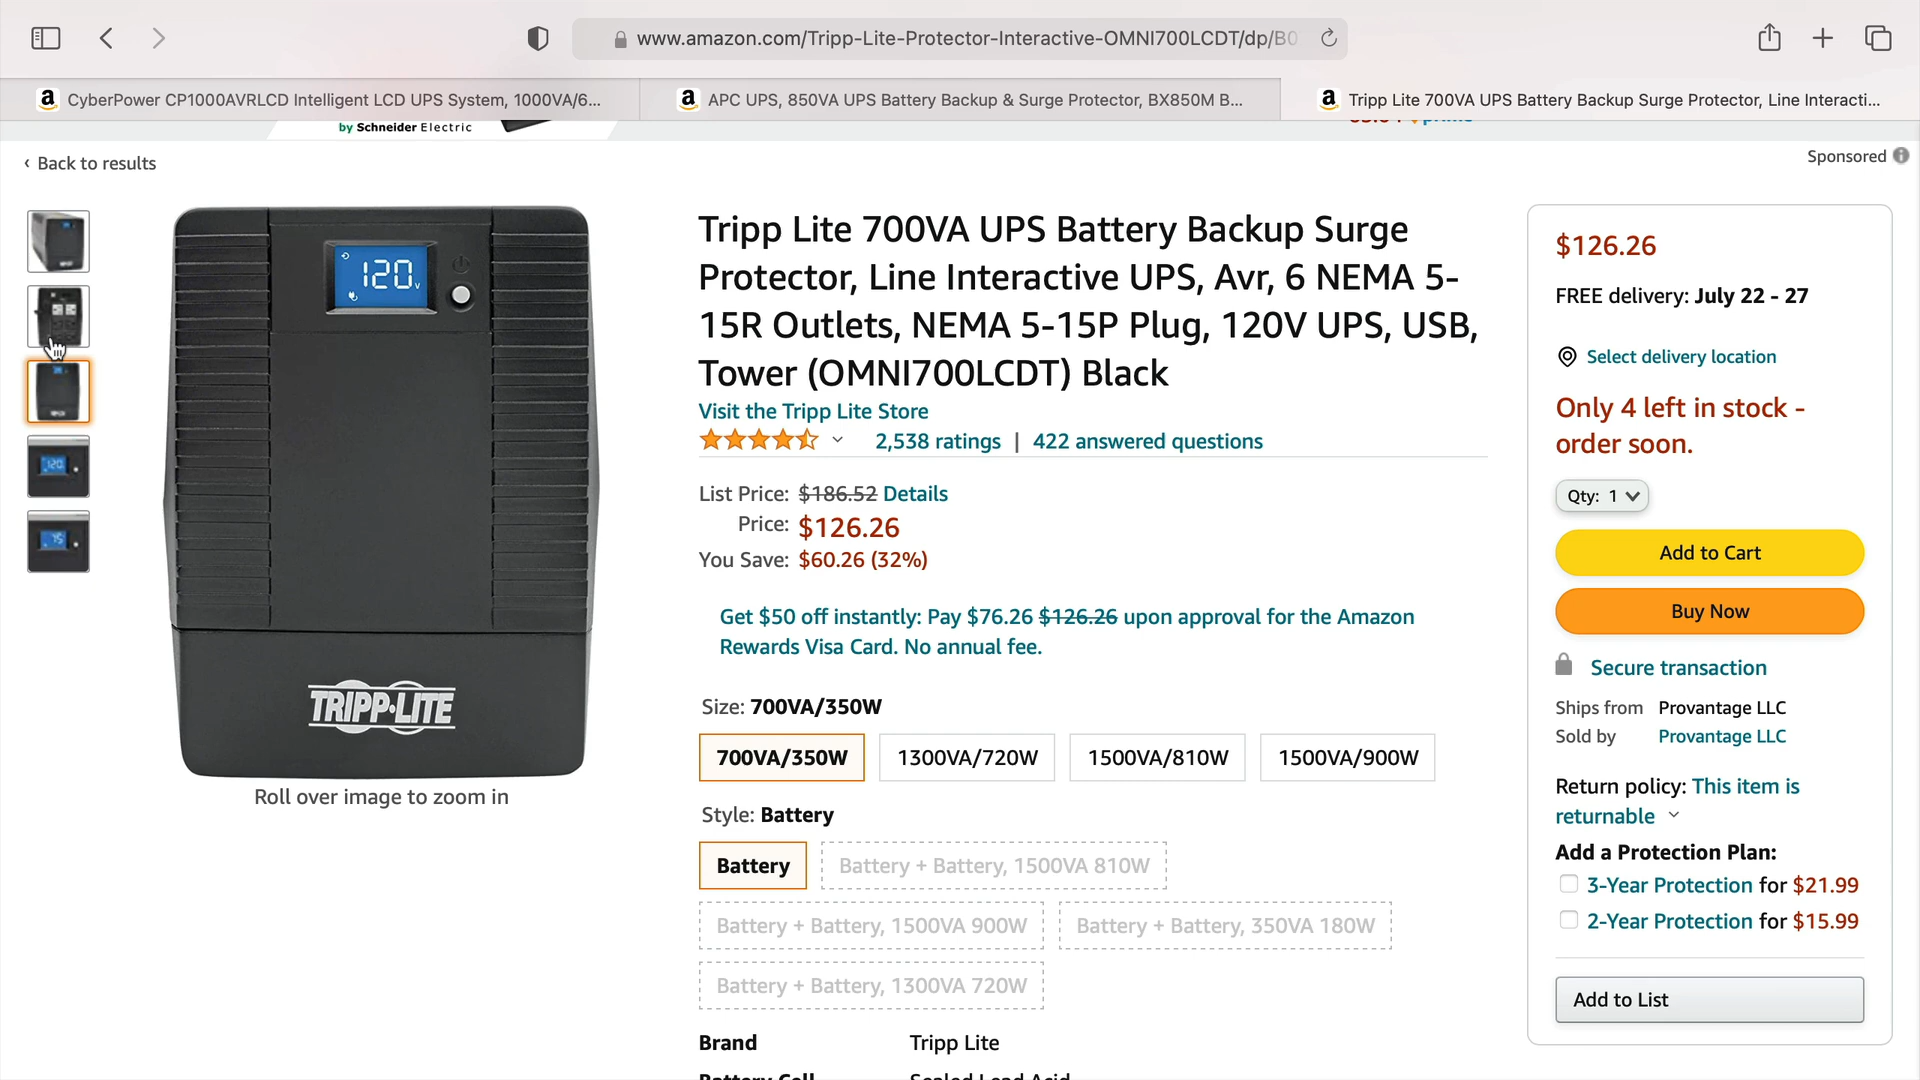 www.amazon.com/Tripp-Lite-Protector-Interactive-OMNI700LCDT/dp/B0
a CyberPower CP1000AVRLCD Intelligent LCD UPS System, 1000VA/6...
a APC UPS, 850VA UPS Battery Backup & Surge Protector, BX850M B...
a Tripp Lite 700VA UPS Battery Backup Surge Protector, Line Interacti...
by Schneider Electric
‹ Back to results
Sponsored
120v
TRIPP·LITE
Roll over image to zoom in
Tripp Lite 700VA UPS Battery Backup Surge
Protector, Line Interactive UPS, Avr, 6 NEMA 5-
15R Outlets, NEMA 5-15P Plug, 120V UPS, USB,
Tower (OMNI700LCDT) Black
Visit the Tripp Lite Store
2,538 ratings | 422 answered questions
List Price: $186.52 Details
Price: $126.26
You Save: $60.26 (32%)
Get $50 off instantly: Pay $76.26 $126.26 upon approval for the Amazon
Rewards Visa Card. No annual fee.
Size: 700VA/350W
700VA/350W 1300VA/720W 1500VA/810W 1500VA/900W
Style: Battery
Battery Battery + Battery, 1500VA 810W
Battery + Battery, 1500VA 900W Battery + Battery, 350VA 180W
Battery + Battery, 1300VA 720W
Brand Tripp Lite
Battery Cell Sealed Lead Acid
$126.26
FREE delivery: July 22 - 27
Select delivery location
Only 4 left in stock -
order soon.
Qty: 1
Add to Cart
Buy Now
Secure transaction
Ships from Provantage LLC
Sold by Provantage LLC
Return policy: This item is
returnable
Add a Protection Plan:
3-Year Protection for $21.99
2-Year Protection for $15.99
Add to List